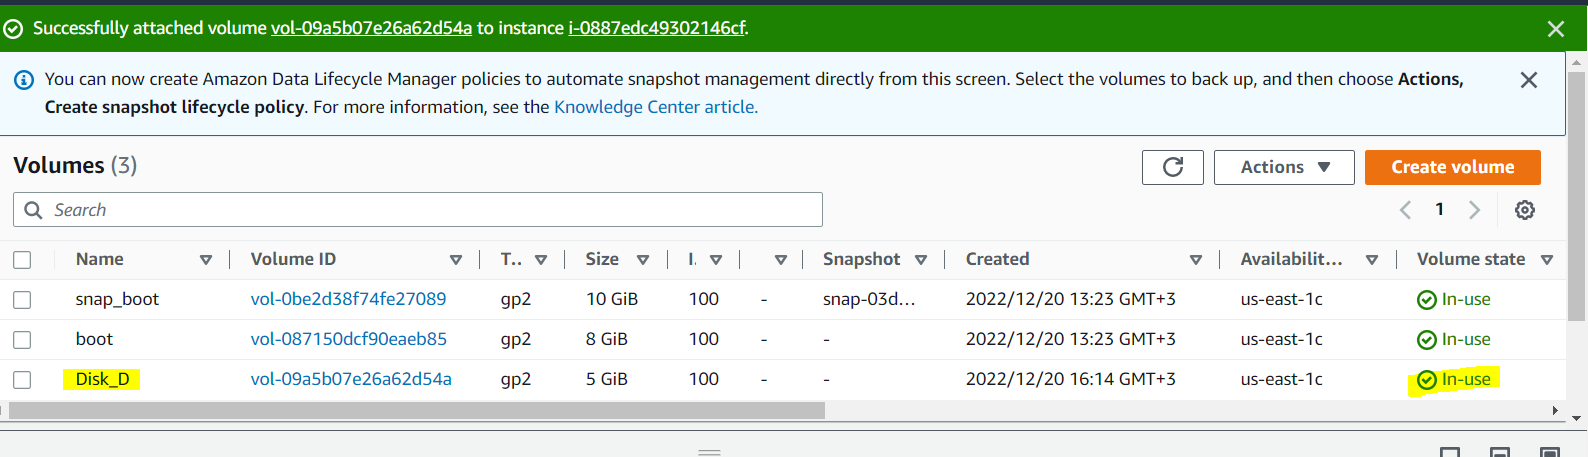 Successfully attached volume vol-09a5b07e26a62d54a to instance i-0887edc49302146cf.
You can now create Amazon Data Lifecycle Manager policies to automate snapshot management directly from this screen. Select the volumes to back up, and then choose Actions,
Create snapshot lifecycle policy. For more information, see the Knowledge Center article.
Volumes (3)
Actions
Create volume
Search
1
Name Volume ID T.. Size I. Snapshot Created Availabilit... Volume state
snap_boot vol-0be2d38f74fe27089 gp2 10 GiB 100 - snap-03d... 2022/12/20 13:23 GMT+3 us-east-1c In-use
boot vol-087150dcf90eaeb85 gp2 8 GiB 100 - - 2022/12/20 13:23 GMT+3 us-east-1c In-use
Disk_D vol-09a5b07e26a62d54a gp2 5 GiB 100 - - 2022/12/20 16:14 GMT+3 us-east-1c In-use